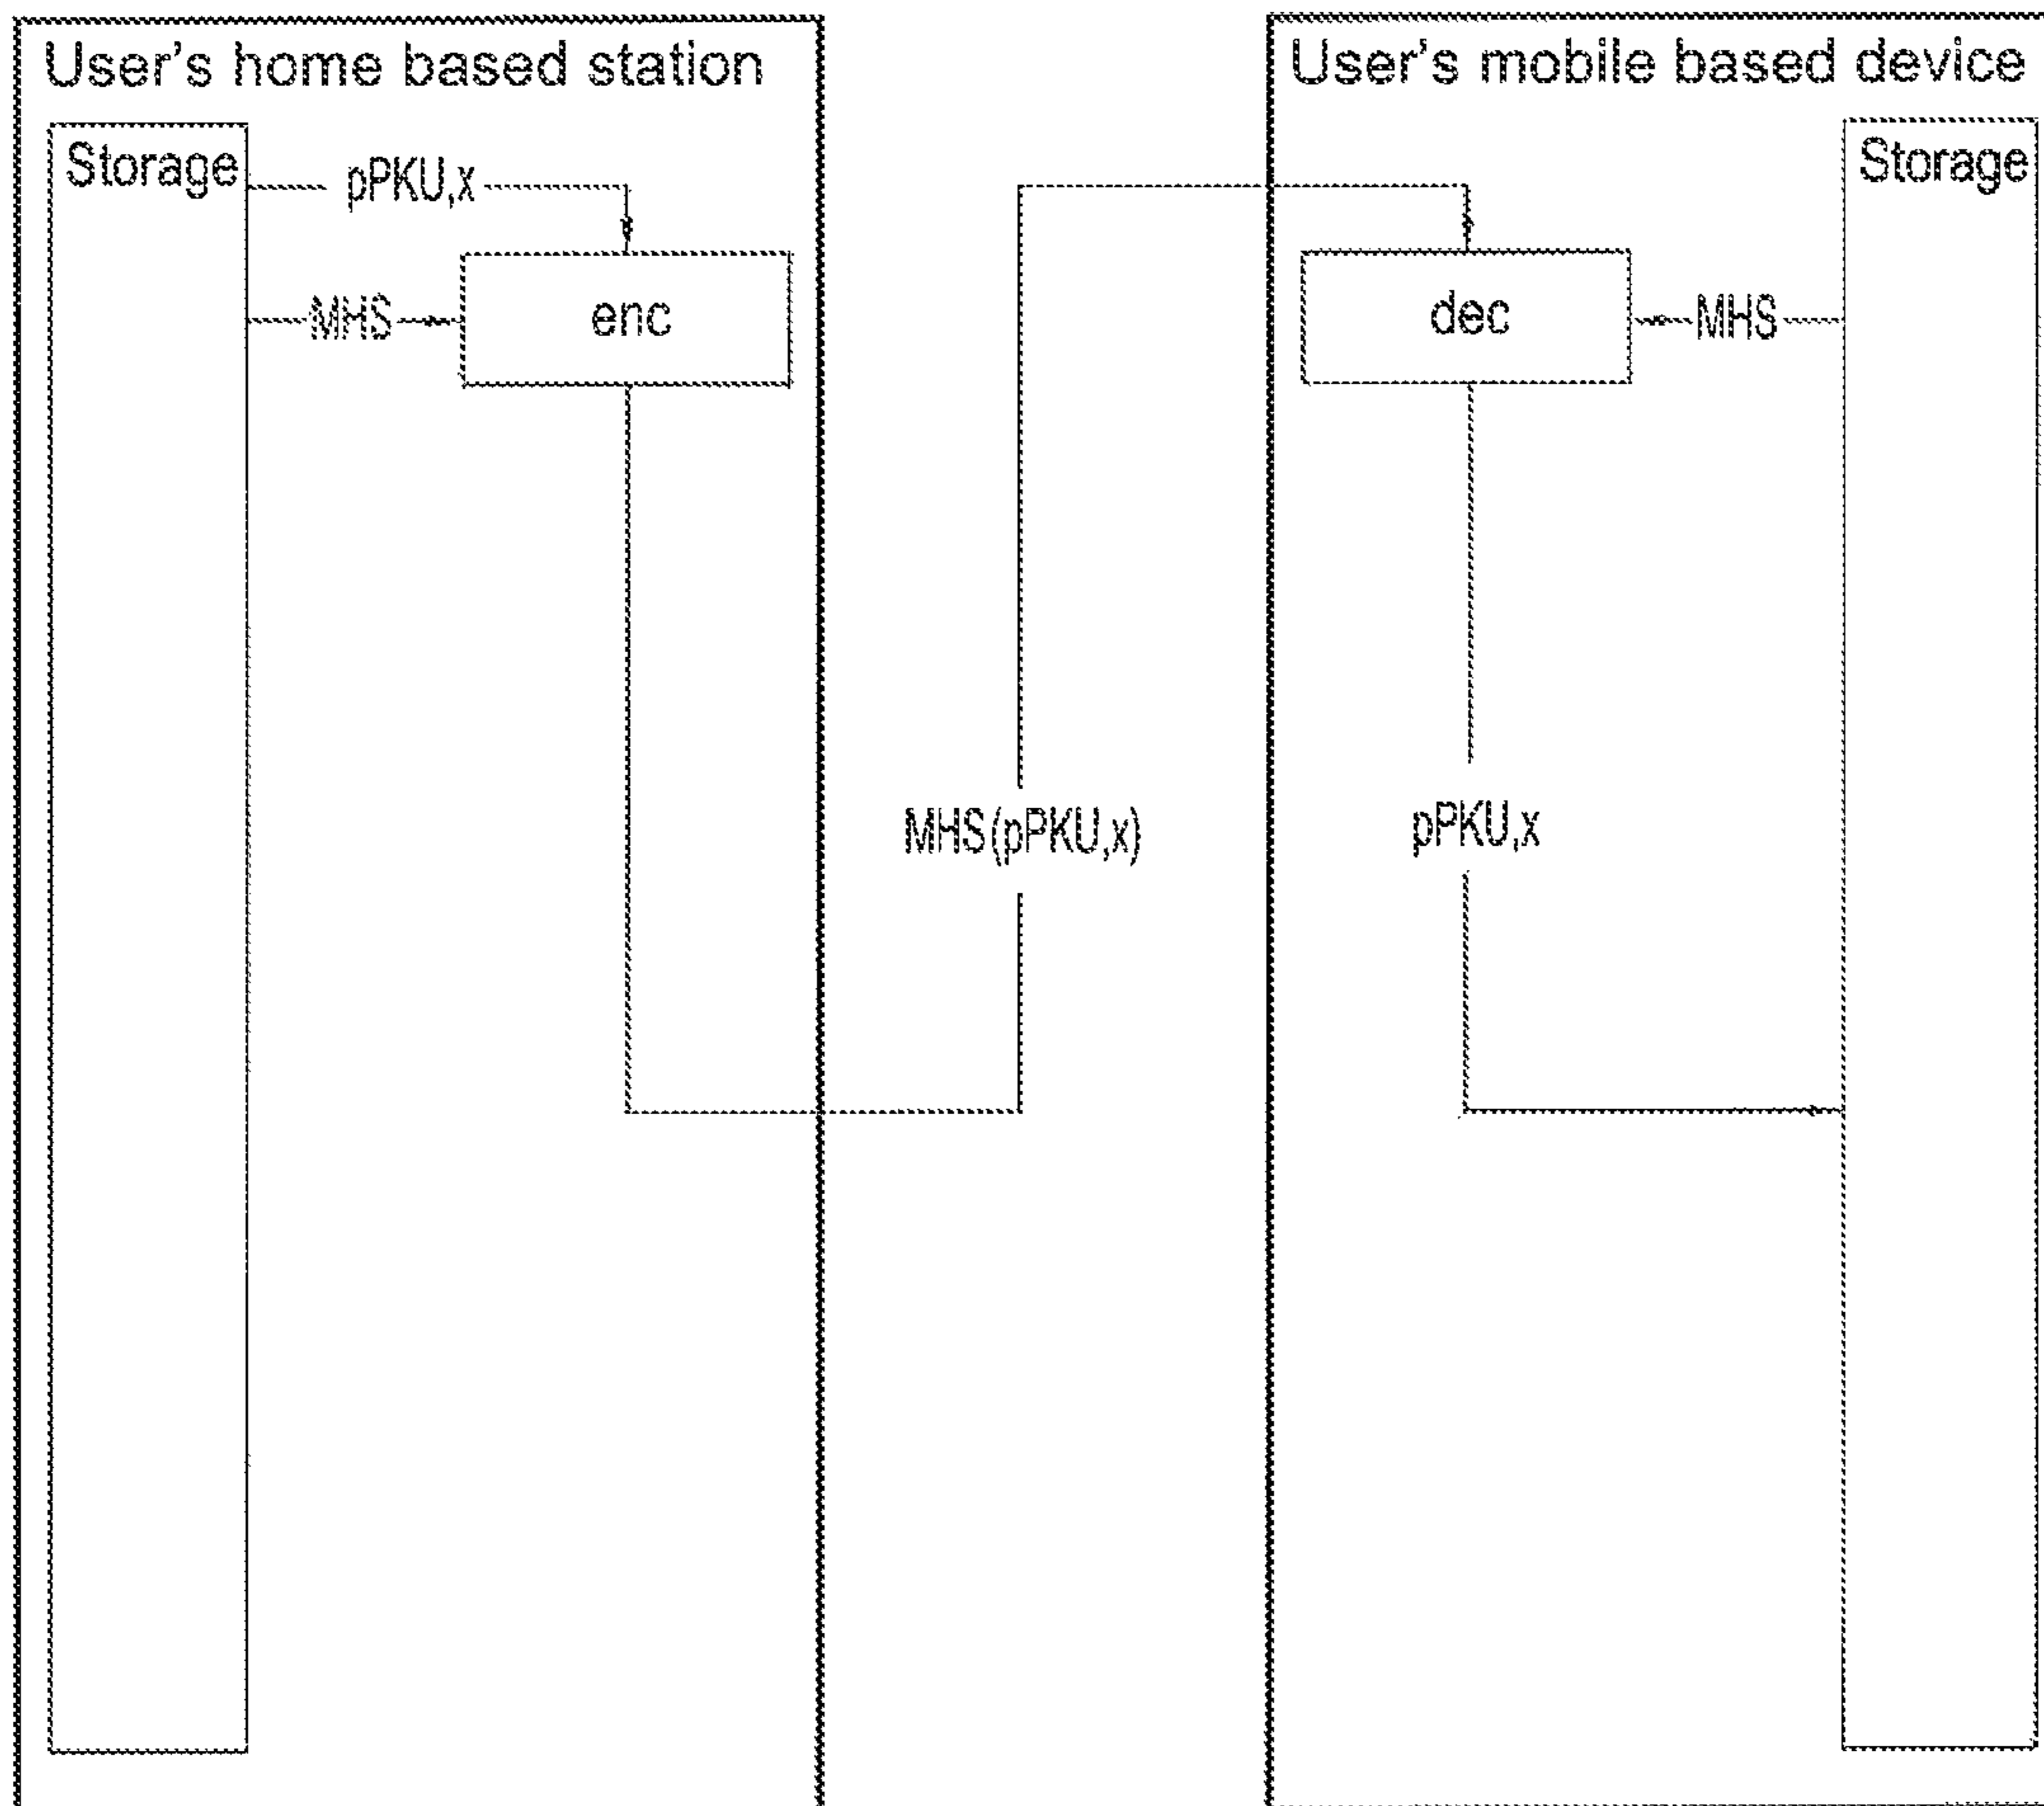 User's home based station
User's mobile based device
Storage
pPKU,x
MHS
enc
dec
MHS
Storage
MHS(pPKU,x)
pPKU,x